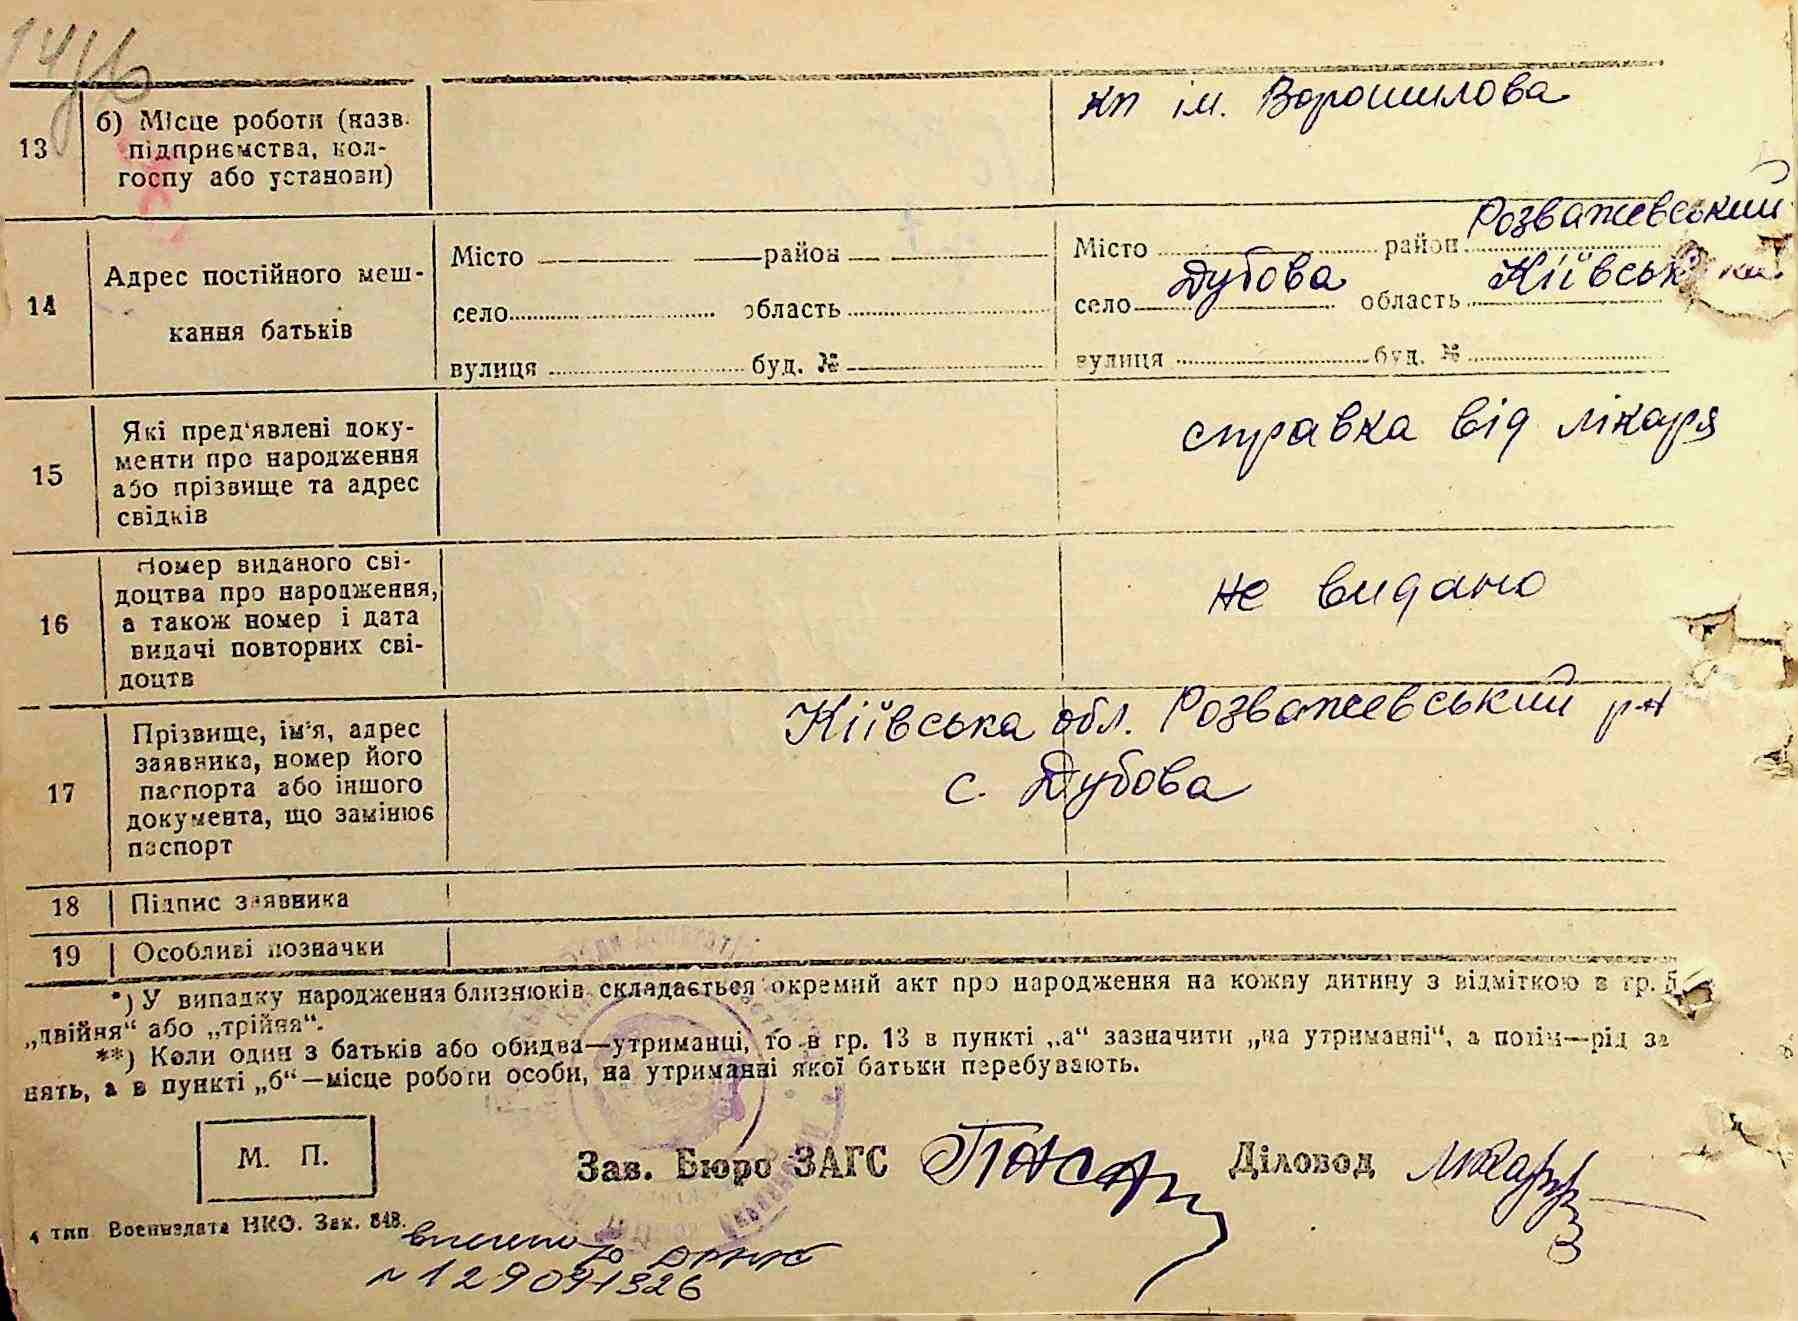 13
б) Місце роботи (назв.
підприємства, кол-
госпу або установи)
кп ім. Ворошилова
14
Адрес постійного меш-
кання батьків
Місто район
село область
вулиця буд. №
Місто район Розважевський
село Дубова область Київськ
вулиця буд. №
15
Які пред'явлені доку-
менти про народження
або прізвище та адрес
свідків
справка від лікаря
16
Номер виданого сві-
доцтва про народження,
а також номер і дата
видачі повторних сві-
доцтв
не видано
17
Прізвище, ім'я, адрес
заявника, номер його
паспорта або іншого
документа, що замінює
паспорт
Київська обл. Розважевський р-н
с. Дубова
18 Підпис заявника
19 Особливі позначки
*) У випадку народження близнюків складається окремий акт про народження на кожну дитину з відміткою в гр. 5
„двійня“ або „трійня“.
**) Коли один з батьків або обидва—утриманці, то в гр. 13 в пункті „а“ зазначити „на утриманні“, а потім—рід за
нять, а в пункті „б“—місце роботи особи, на утриманні якої батьки перебувають.
М. П.
Зав. Бюро ЗАГС
Діловод
4 тип Воениздата НКО. Зак. 848.
внесено до ДРАЦС